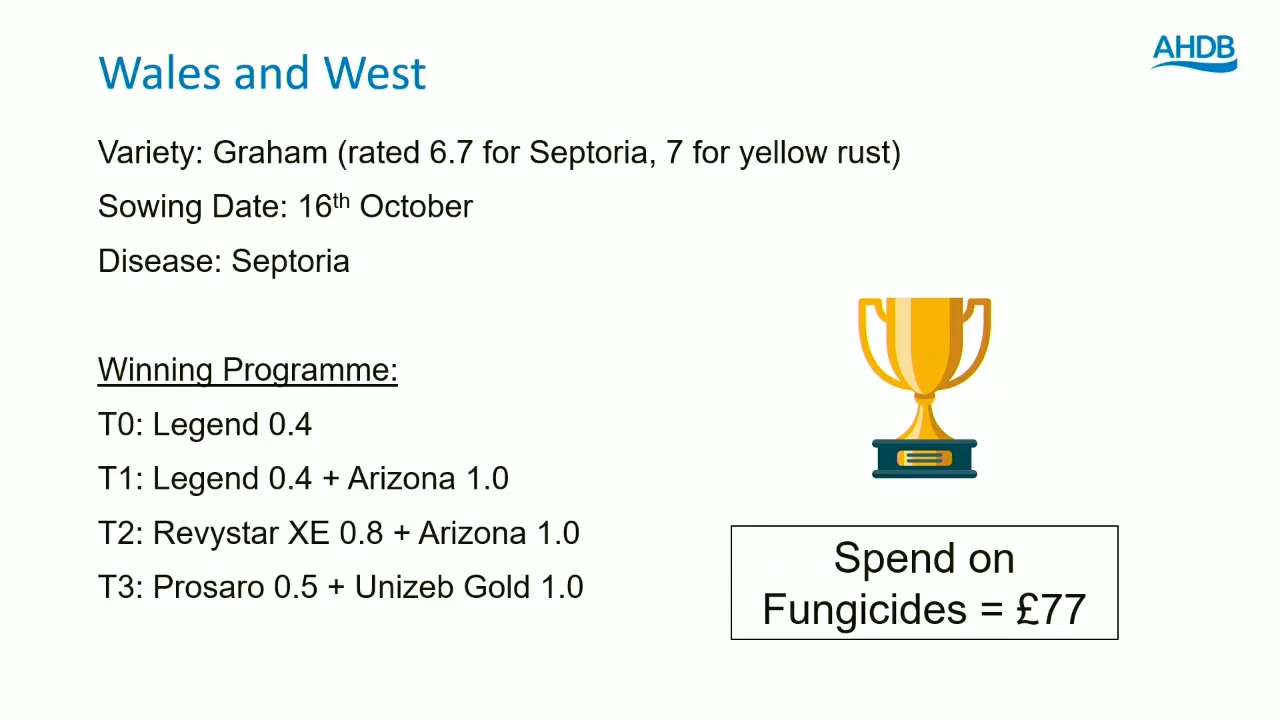 AHDB
Wales and West
Variety: Graham (rated 6.7 for Septoria, 7 for yellow rust)
Sowing Date: 16th October
Disease: Septoria
Winning Programme:
T0: Legend 0.4
T1: Legend 0.4 + Arizona 1.0
T2: Revystar XE 0.8 + Arizona 1.0
T3: Prosaro 0.5 + Unizeb Gold 1.0
Spend on
Fungicides = £77